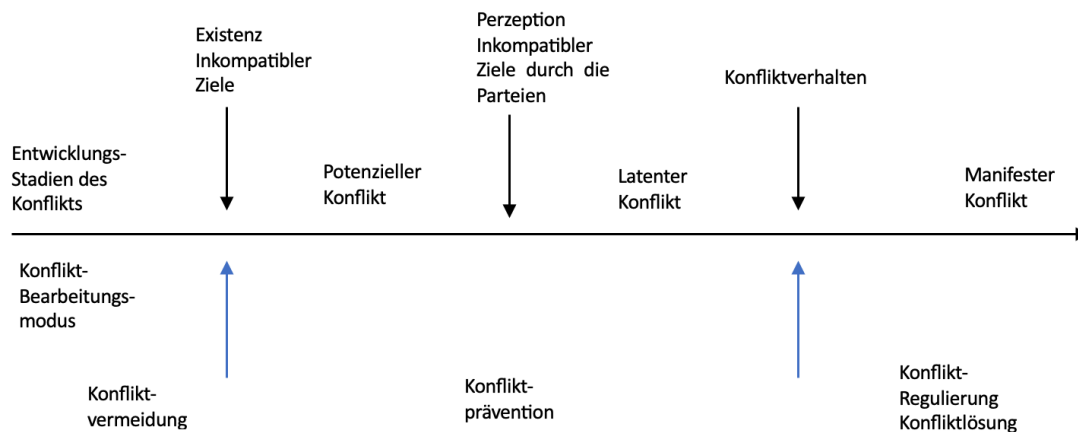 Existenz
Inkompatibler
Ziele
Perzeption
Inkompatibler
Ziele durch die
Parteien
Konfliktverhalten
Entwicklungs-
Stadien des
Konflikts
Potenzieller
Konflikt
Latenter
Konflikt
Manifester
Konflikt
Konflikt-
Bearbeitungs-
modus
Konflikt-
vermeidung
Konflikt-
prävention
Konflikt-
Regulierung
Konfliktlösung